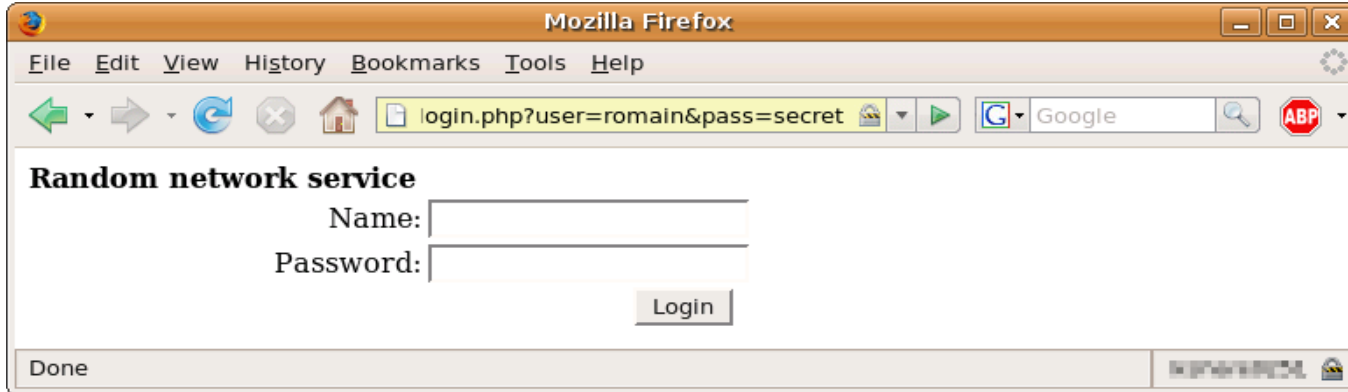 Mozilla Firefox
File Edit View History Bookmarks Tools Help
login.php?user=romain&pass=secret G Google ABP
Random network service
Name:
Password:
Login
Done